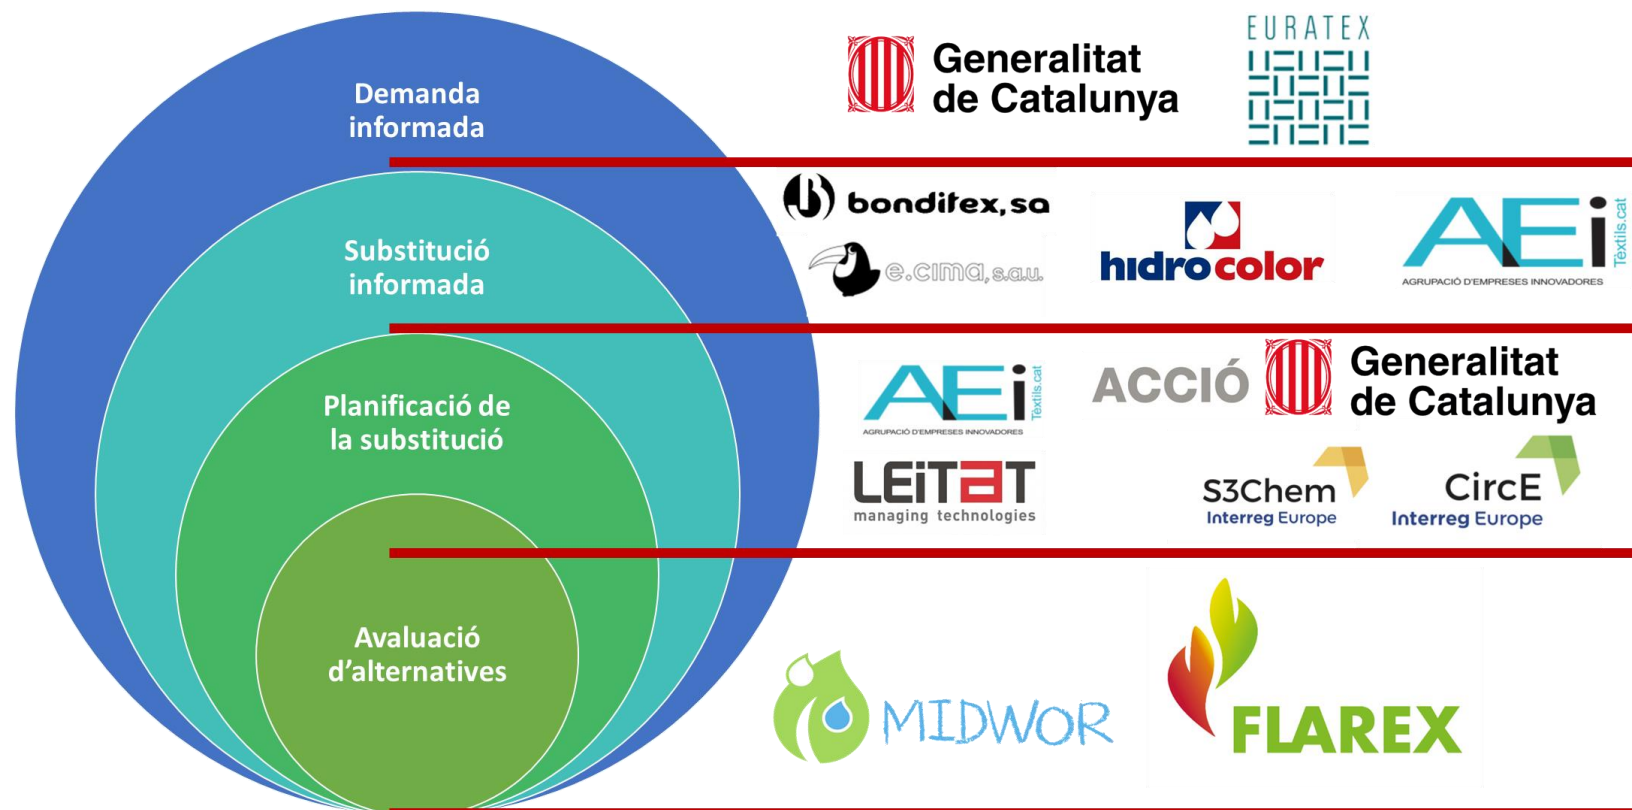 Demanda
informada
Generalitat
de Catalunya
EURATEX
Substitució
informada
bonditex, sa
e.cima, s.a.u.
hidrocolor
AEi
Tèxtils.cat
AGRUPACIÓ D'EMPRESES INNOVADORES
Planificació de
la substitució
AEi
Tèxtils.cat
AGRUPACIÓ D'EMPRESES INNOVADORES
ACCIÓ
Generalitat
de Catalunya
LEiTAT
managing technologies
S3Chem
Interreg Europe
CircE
Interreg Europe
Avaluació
d’alternatives
MIDWOR
FLAREX